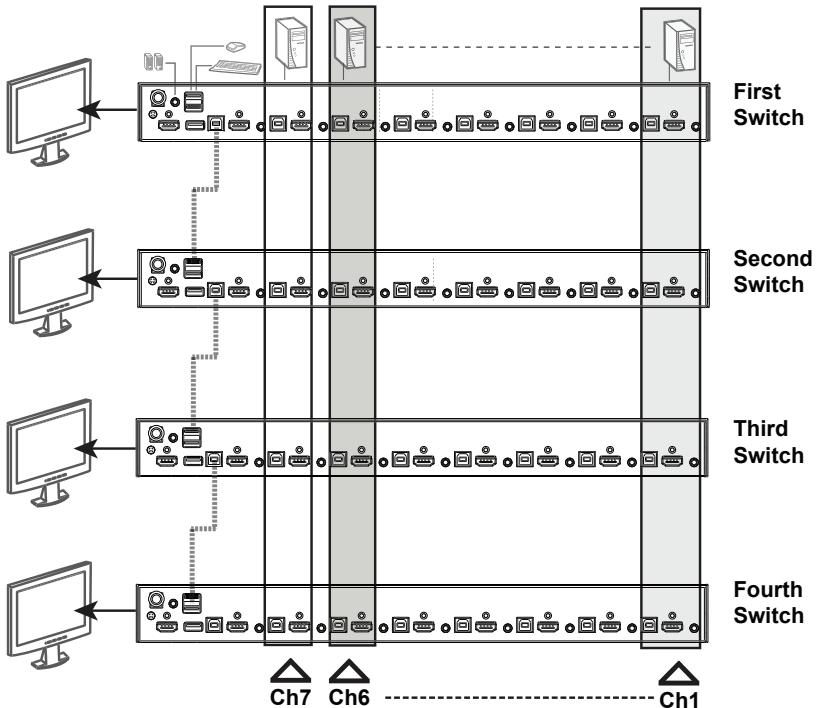 First
Switch
Second
Switch
Third
Switch
Fourth
Switch
Ch7 Ch6 Ch1